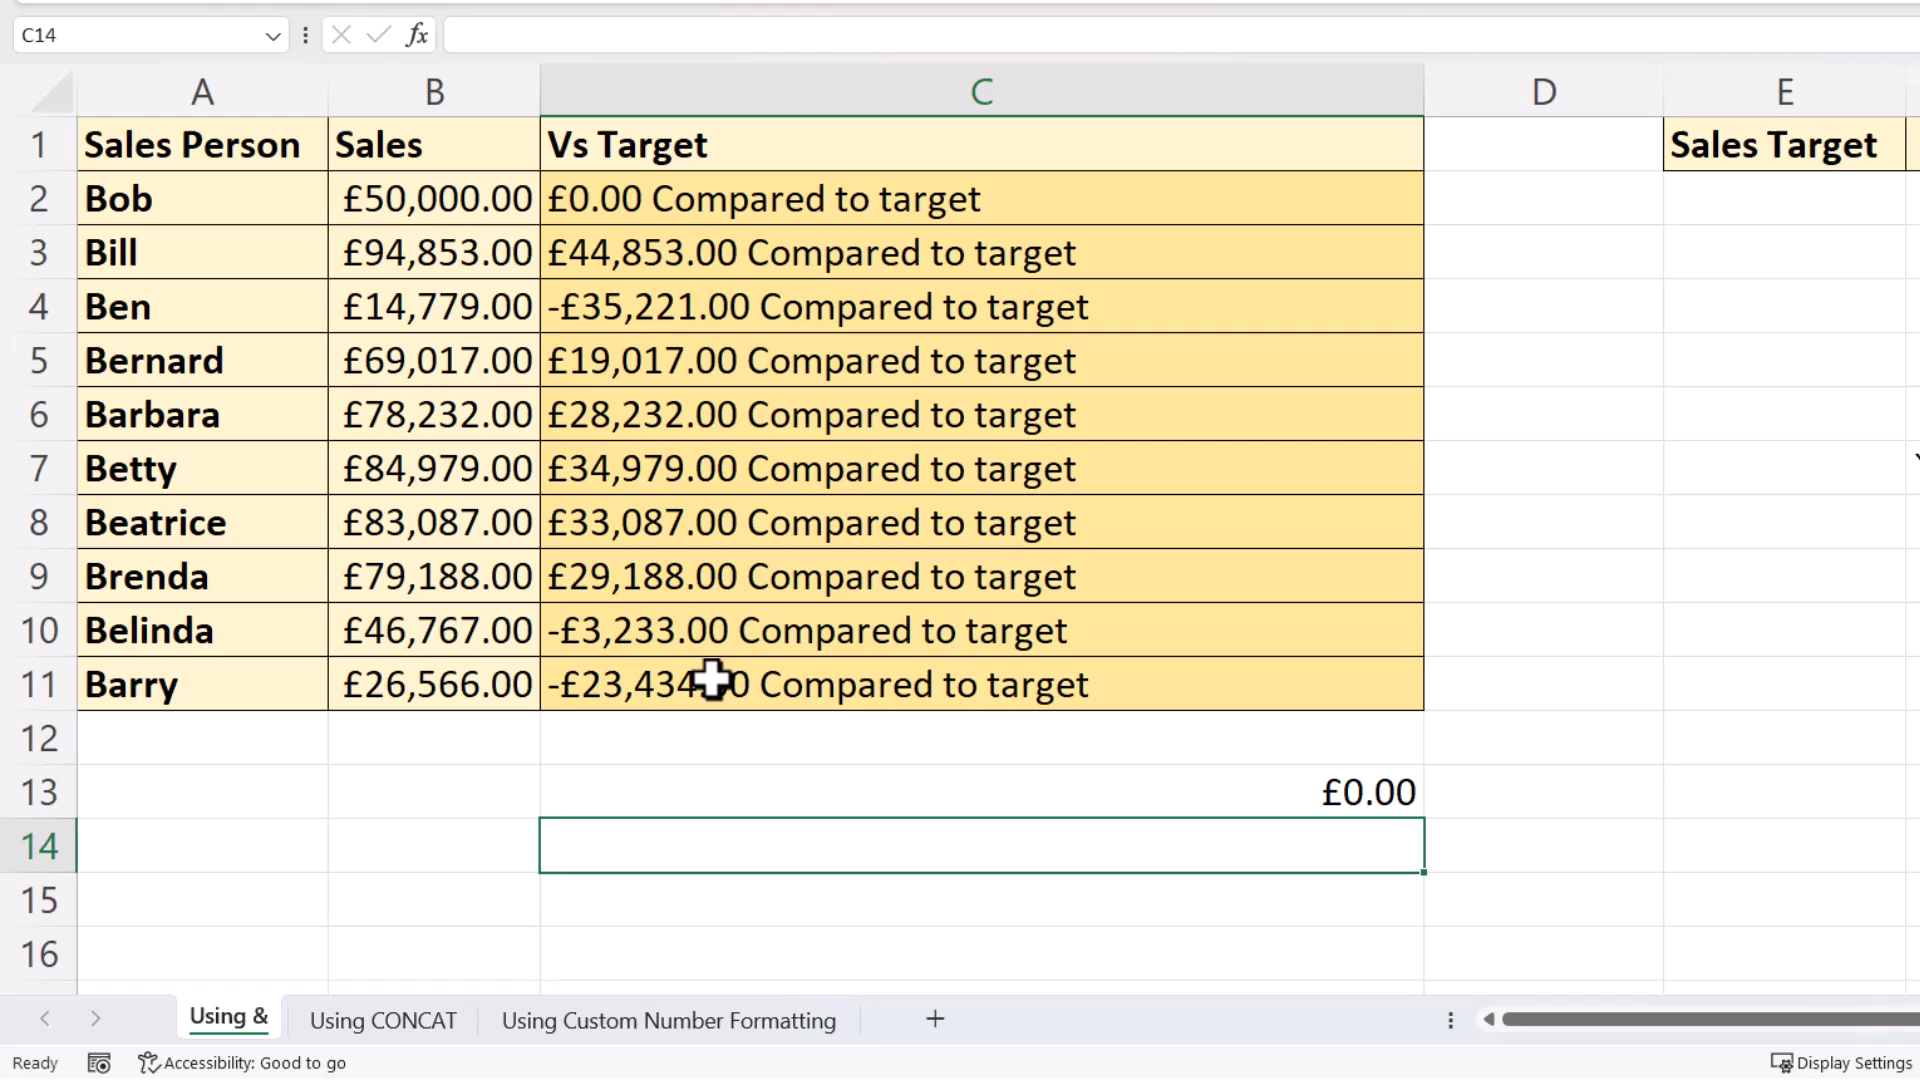 C14 fx
A B C D E
1 Sales Person Sales Vs Target Sales Target
2 Bob £50,000.00 £0.00 Compared to target
3 Bill £94,853.00 £44,853.00 Compared to target
4 Ben £14,779.00 -£35,221.00 Compared to target
5 Bernard £69,017.00 £19,017.00 Compared to target
6 Barbara £78,232.00 £28,232.00 Compared to target
7 Betty £84,979.00 £34,979.00 Compared to target
8 Beatrice £83,087.00 £33,087.00 Compared to target
9 Brenda £79,188.00 £29,188.00 Compared to target
10 Belinda £46,767.00 -£3,233.00 Compared to target
11 Barry £26,566.00 Compared to target
12
13 £0.00
14
15
16
Using & Using CONCAT Using Custom Number Formatting +
Ready Accessibility: Good to go Display Settings